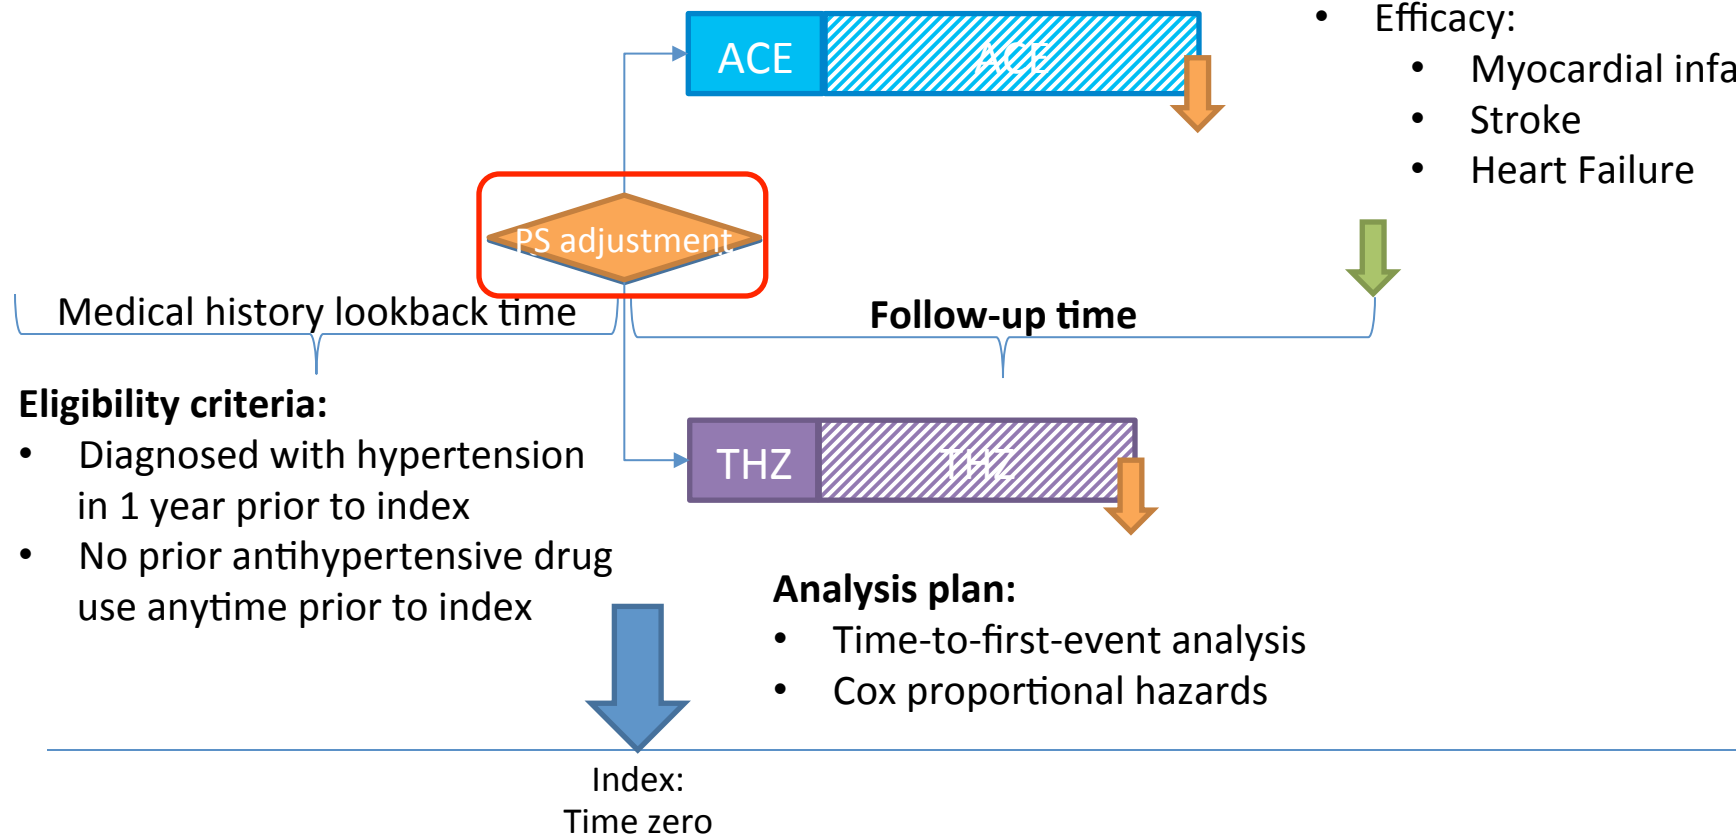 • Efficacy:
ACE
ACE
• Myocardial infa
• Stroke
• Heart Failure
PS adjustment
Medical history lookback time
Follow-up time
Eligibility criteria:
• Diagnosed with hypertension
in 1 year prior to index
• No prior antihypertensive drug
use anytime prior to index
THZ
THZ
Analysis plan:
• Time-to-first-event analysis
• Cox proportional hazards
Index:
Time zero